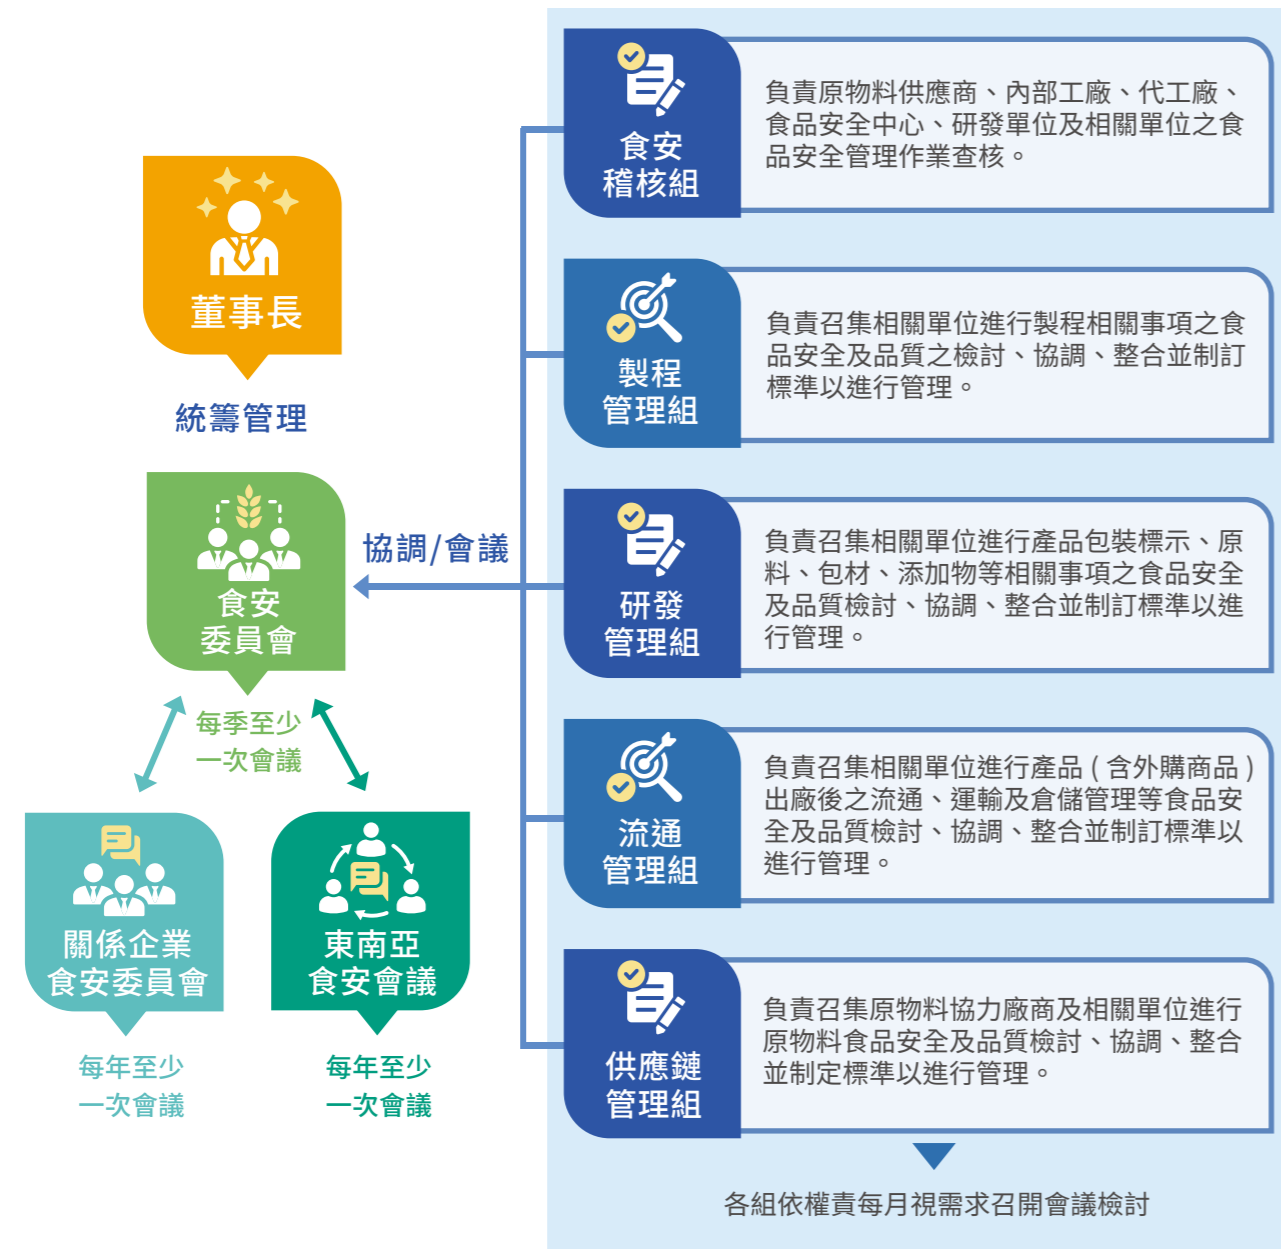 董事長
統籌管理
食安
委員會
每季至少
一次會議
協調/會議
關係企業
食安委員會
每年至少
一次會議
東南亞
食安會議
每年至少
一次會議
食安
稽核組
負責原物料供應商、內部工廠、代工廠、
食品安全中心、研發單位及相關單位之食
品安全管理作業查核。
製程
管理組
負責召集相關單位進行製程相關事項之食
品安全及品質之檢討、協調、整合並制訂
標準以進行管理。
研發
管理組
負責召集相關單位進行產品包裝標示、原
料、包材、添加物等相關事項之食品安全
及品質檢討、協調、整合並制訂標準以進
行管理。
流通
管理組
負責召集相關單位進行產品 ( 含外購商品 )
出廠後之流通、運輸及倉儲管理等食品安
全及品質檢討、協調、整合並制訂標準以
進行管理。
供應鏈
管理組
負責召集原物料協力廠商及相關單位進行
原物料食品安全及品質檢討、協調、整合
並制定標準以進行管理。
各組依權責每月視需求召開會議檢討